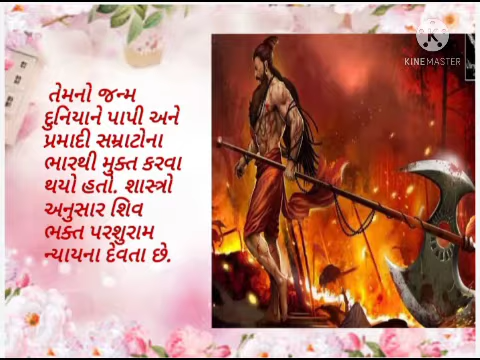 તેમનો જન્મ
દુનિયાને પાપી અને
પ્રમાદી સમ્રાટોના
ભારથી મુક્ત કરવા
થયો હતો. શાસ્ત્રો
અનુસાર શિવ
ભક્ત પરશુરામ
ન્યાયના દેવતા છે.
KINEMASTER